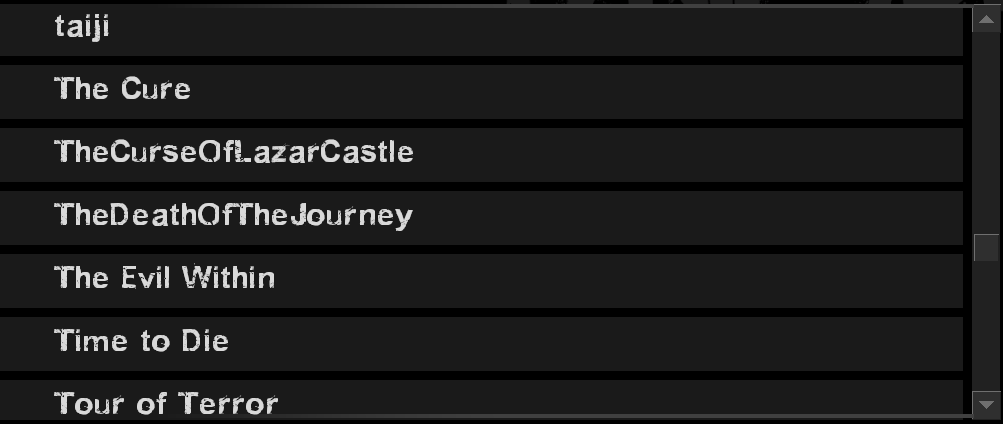 taiji
The Cure
TheCurseOfLazarCastle
TheDeathOfTheJourney
The Evil Within
Time to Die
Tour of Terror